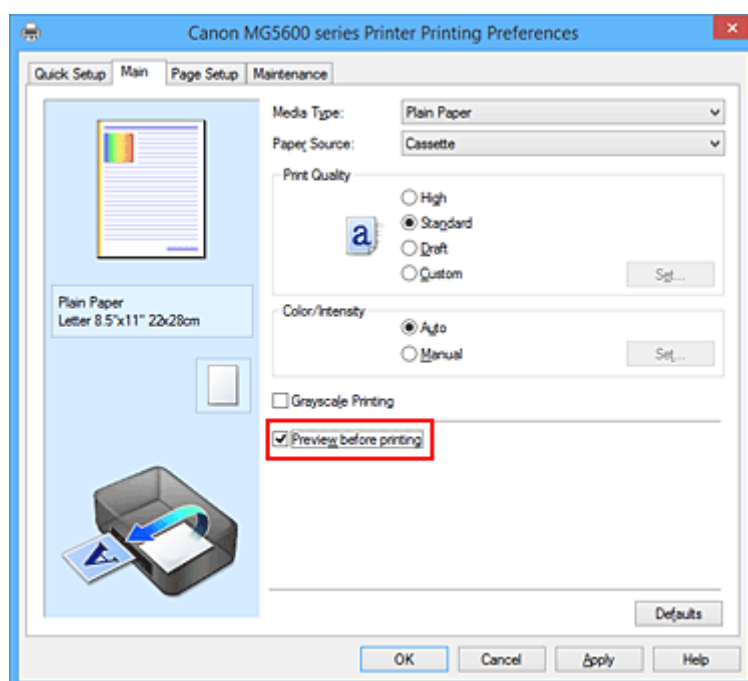 Canon MG5600 series Printer Printing Preferences
Quick Setup Main Page Setup Maintenance
Media Type: Plain Paper
Paper Source: Cassette
Print Quality
High
a Standard
Draft
Custom Set...
Plain Paper
Letter 8.5"x11" 22x28cm
Color/Intensity
Auto
Manual Set...
Grayscale Printing
Preview before printing
A
Defaults
OK Cancel Apply Help